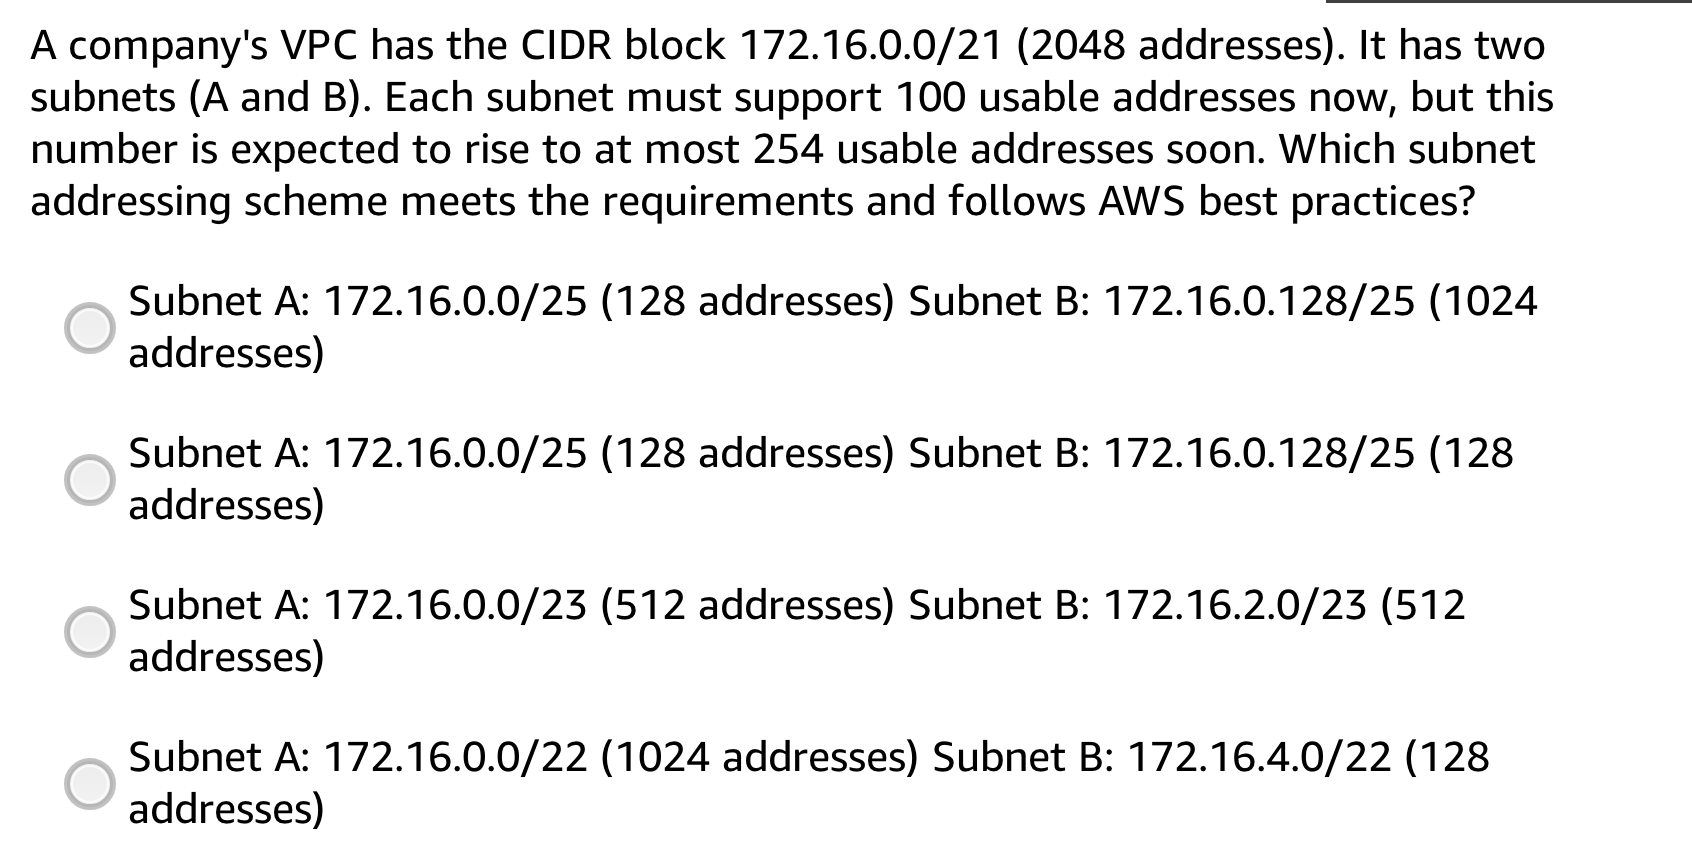 A company's VPC has the CIDR block 172.16.0.0/21 (2048 addresses). It has two
subnets (A and B). Each subnet must support 100 usable addresses now, but this
number is expected to rise to at most 254 usable addresses soon. Which subnet
addressing scheme meets the requirements and follows AWS best practices?
Subnet A: 172.16.0.0/25 (128 addresses) Subnet B: 172.16.0.128/25 (1024
addresses)
Subnet A: 172.16.0.0/25 (128 addresses) Subnet B: 172.16.0.128/25 (128
addresses)
Subnet A: 172.16.0.0/23 (512 addresses) Subnet B: 172.16.2.0/23 (512
addresses)
Subnet A: 172.16.0.0/22 (1024 addresses) Subnet B: 172.16.4.0/22 (128
addresses)